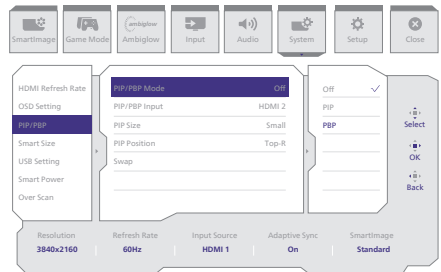 SmartImage
Game Mode
ambiglow
Ambiglow
Input
Audio
System
Setup
Close
HDMI Refresh Rate
OSD Setting
PIP/PBP
Smart Size
USB Setting
Smart Power
Over Scan
PIP/PBP Mode Off
PIP/PBP Input HDMI 2
PIP Size Small
PIP Position Top-R
Swap
Off ✓
PIP
PBP
Select
OK
Back
Resolution Refresh Rate Input Source Adaptive Sync SmartImage
3840x2160 60Hz HDMI 1 On Standard